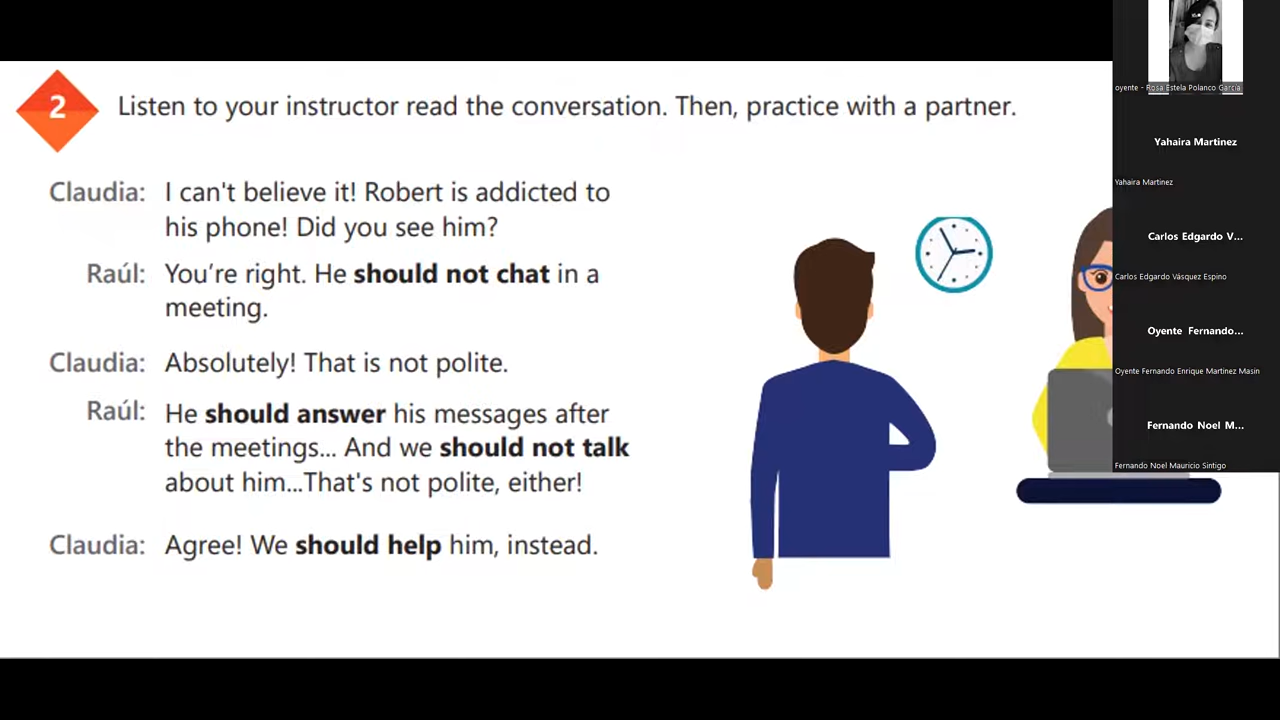 2
Listen to your instructor read the conversation. Then, practice with a partner.
Claudia: I can't believe it! Robert is addicted to
his phone! Did you see him?
Raúl: You're right. He should not chat in a
meeting.
Claudia: Absolutely! That is not polite.
Raúl: He should answer his messages after
the meetings... And we should not talk
about him...That's not polite, either!
Claudia: Agree! We should help him, instead.
oyente - Rosa Estela Polanco Garcia
Yahaira Martinez
Yahaira Martinez
Carlos Edgardo V...
Carlos Edgardo Vásquez Espino
Oyente Fernando...
Oyente Fernando Enrique Martinez Masin
Fernando Noel M...
Fernando Noel Mauricio Sintigo